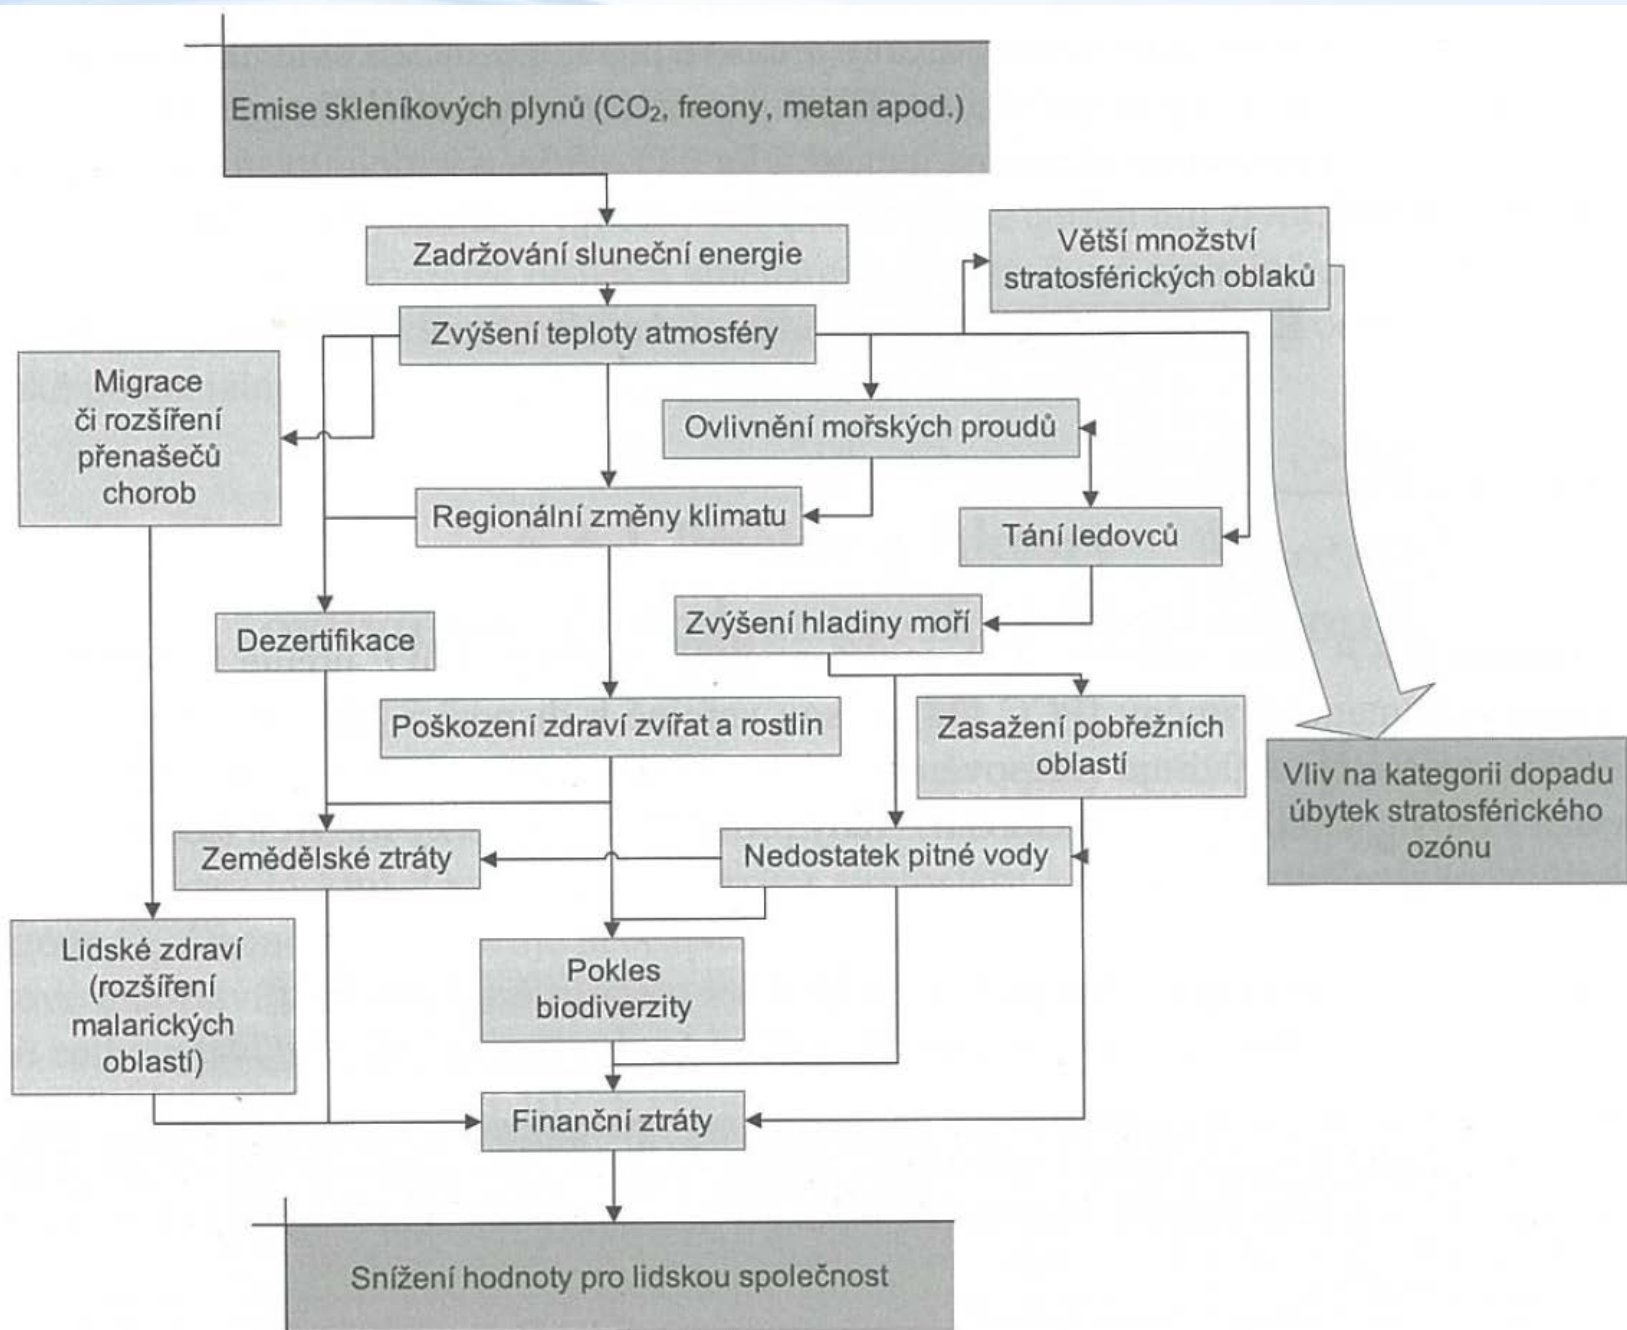 Emise skleníkových plynů (CO₂, freony, metan apod.)
Zadržování sluneční energie
Větší množství
stratosférických oblaků
Zvýšení teploty atmosféry
Migrace
či rozšíření
přenašečů
chorob
Ovlivnění mořských proudů
Regionální změny klimatu
Tání ledovců
Dezertifikace
Zvýšení hladiny moří
Poškození zdraví zvířat a rostlin
Zasažení pobřežních
oblastí
Vliv na kategorii dopadu
úbytek stratosférického
ozónu
Zemědělské ztráty
Nedostatek pitné vody
Lidské zdraví
(rozšíření
malarických
oblastí)
Pokles
biodiverzity
Finanční ztráty
Snížení hodnoty pro lidskou společnost